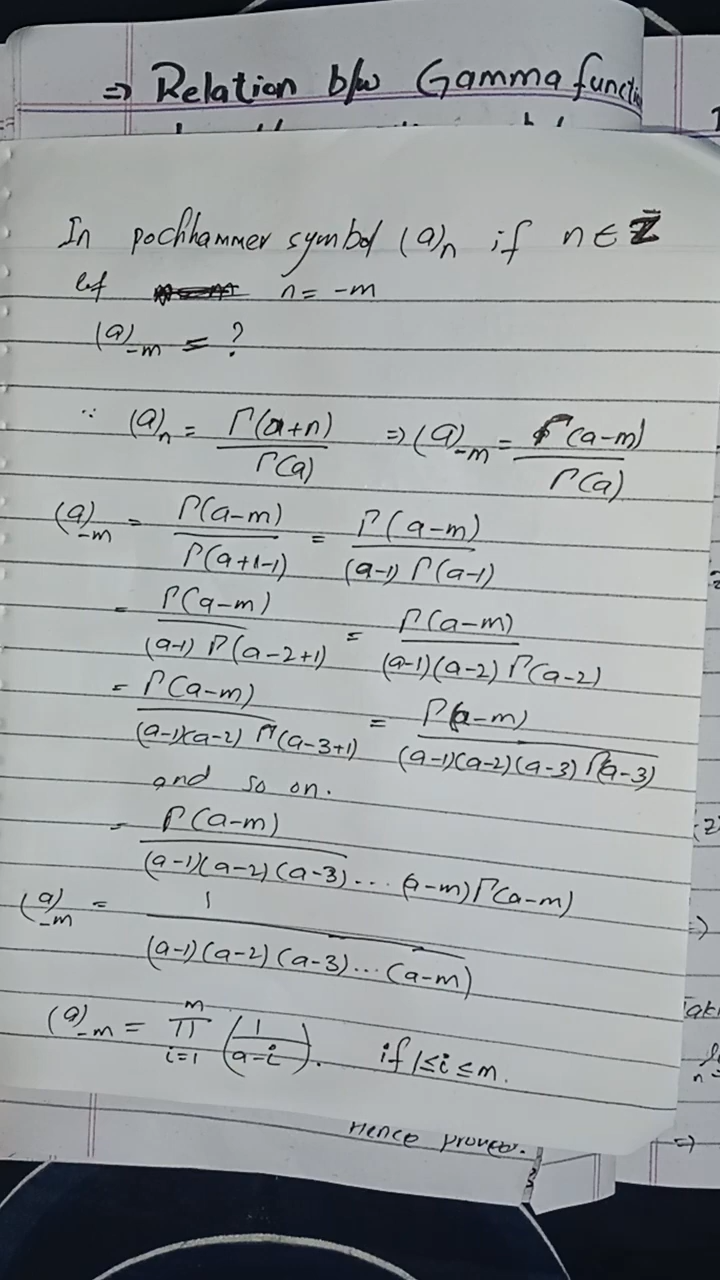 ⇒ Relation b/w Gamma functi
In pochhammer symbol (a)_n if n∈Z̄
let n = -m
(a)_-m = ?
∵ (a)_n = Γ(a+n)/Γ(a) ⇒ (a)_-m = Γ(a-m)/Γ(a)
(a)_-m = Γ(a-m)/Γ(a+1-1) = Γ(a-m)/(a-1)Γ(a-1)
= Γ(a-m)/(a-1)Γ(a-2+1) = Γ(a-m)/(a-1)(a-2)Γ(a-2)
= Γ(a-m)/(a-1)(a-2)Γ(a-3+1) = Γ(a-m)/(a-1)(a-2)(a-3)Γ(a-3)
and so on.
= Γ(a-m)/(a-1)(a-2)(a-3)...(a-m)Γ(a-m)
(a)_-m = 1/(a-1)(a-2)(a-3)...(a-m)
(a)_-m = m π i=1 (1/a-i). if 1≤i≤m.
Hence proved.